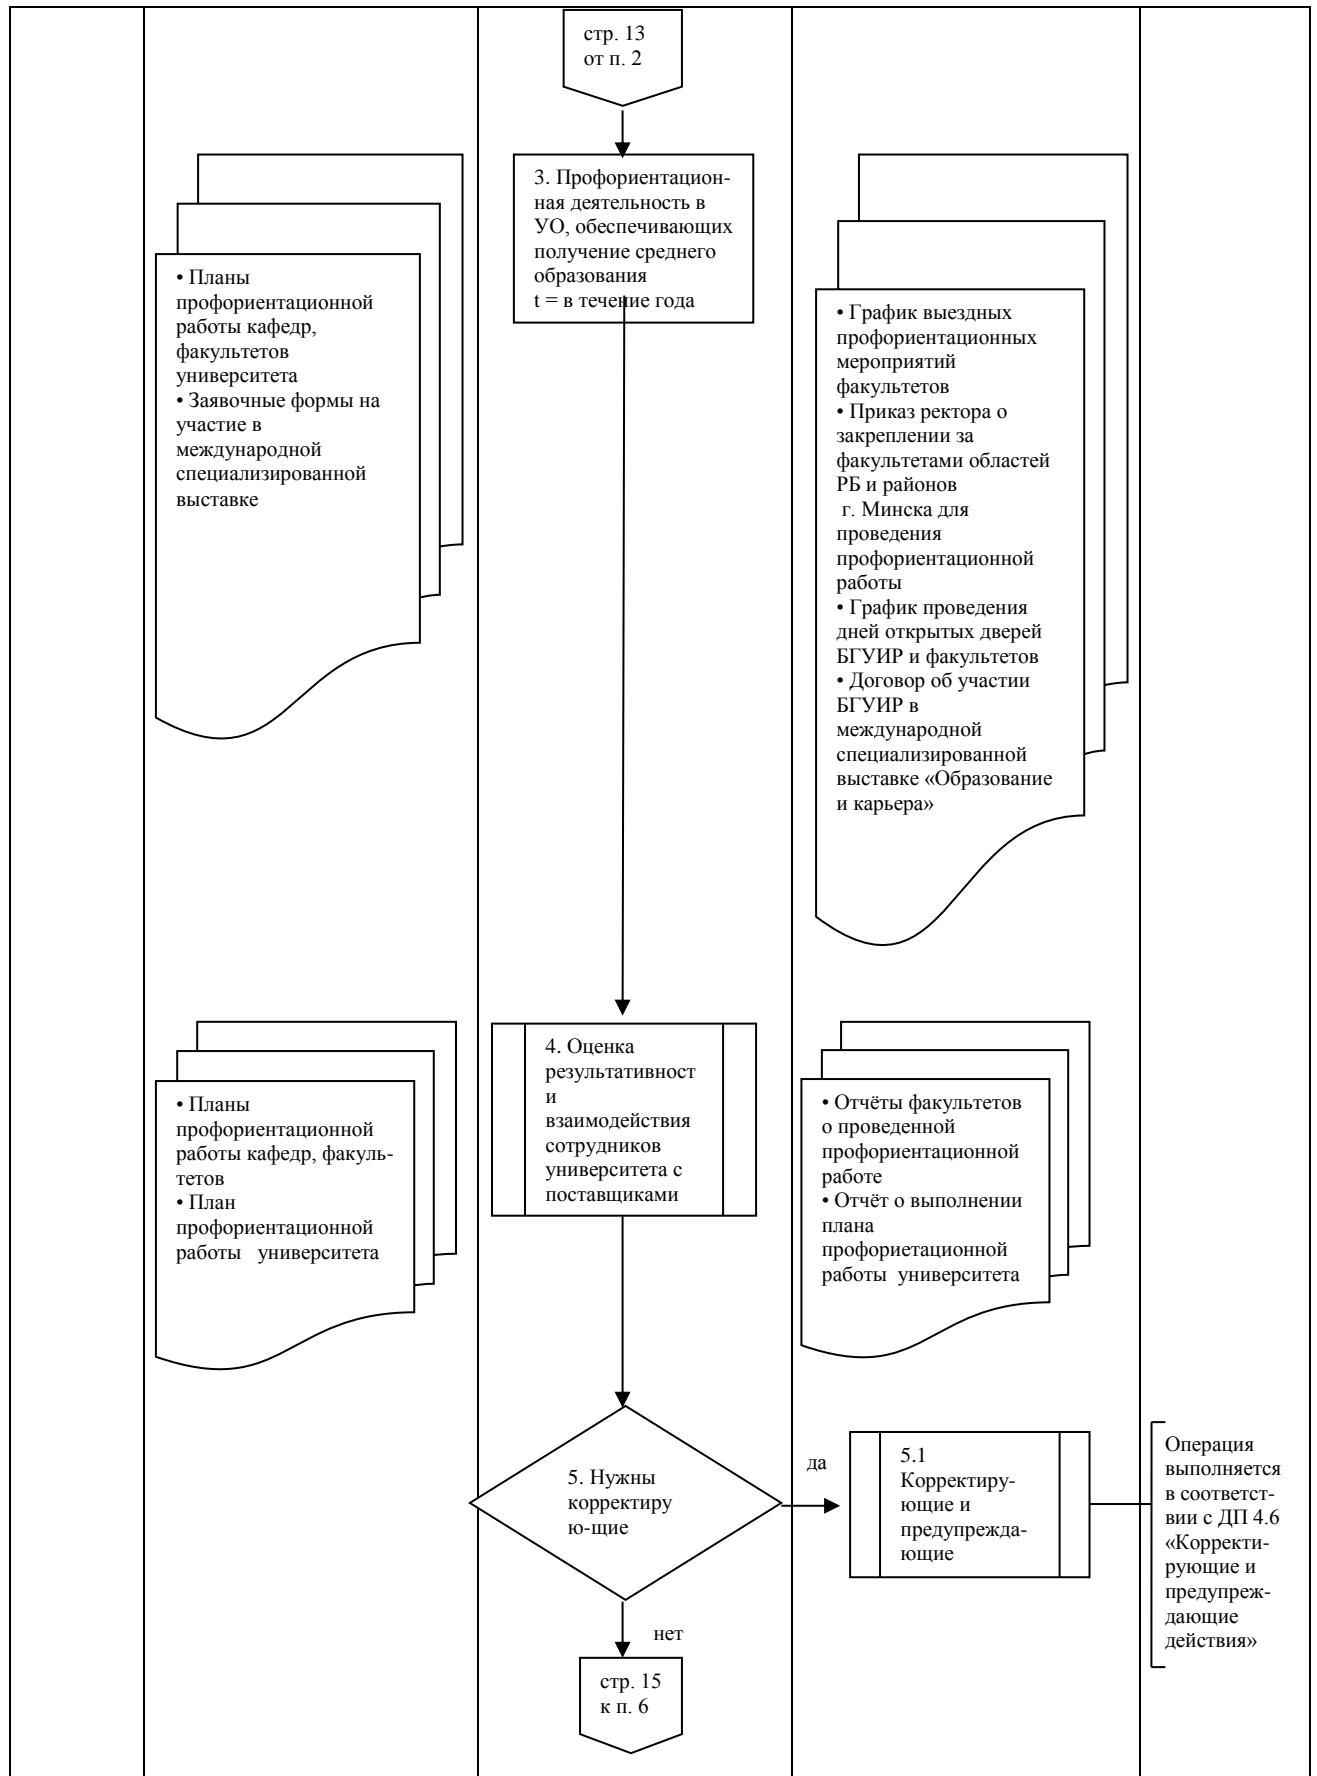 стр. 13
от п. 2
3. Профориентацион-
ная деятельность в
УО, обеспечивающих
получение среднего
образования
t = в течение года
• Планы
профориентационной
работы кафедр,
факультетов
университета
• Заявочные формы на
участие в
международной
специализированной
выставке
• График выездных
профориентационных
мероприятий
факультетов
• Приказ ректора о
закреплении за
факультетами областей
РБ и районов
г. Минска для
проведения
профориентационной
работы
• График проведения
дней открытых дверей
БГУИР и факультетов
• Договор об участии
БГУИР в
международной
специализированной
выставке «Образование
и карьера»
4. Оценка
результативност
и
взаимодействия
сотрудников
университета с
поставщиками
• Планы
профориентационной
работы кафедр, факуль-
тетов
• План
профориентационной
работы университета
• Отчёты факультетов
о проведенной
профориентационной
работе
• Отчёт о выполнении
плана
профориетационной
работы университета
5. Нужны
корректиру
ю-щие
да
5.1
Корректиру-
ющие и
предупрежда-
ющие
Операция
выполняется
в соответст-
вии с ДП 4.6
«Корректи-
рующие и
предупреж-
дающие
действия»
нет
стр. 15
к п. 6